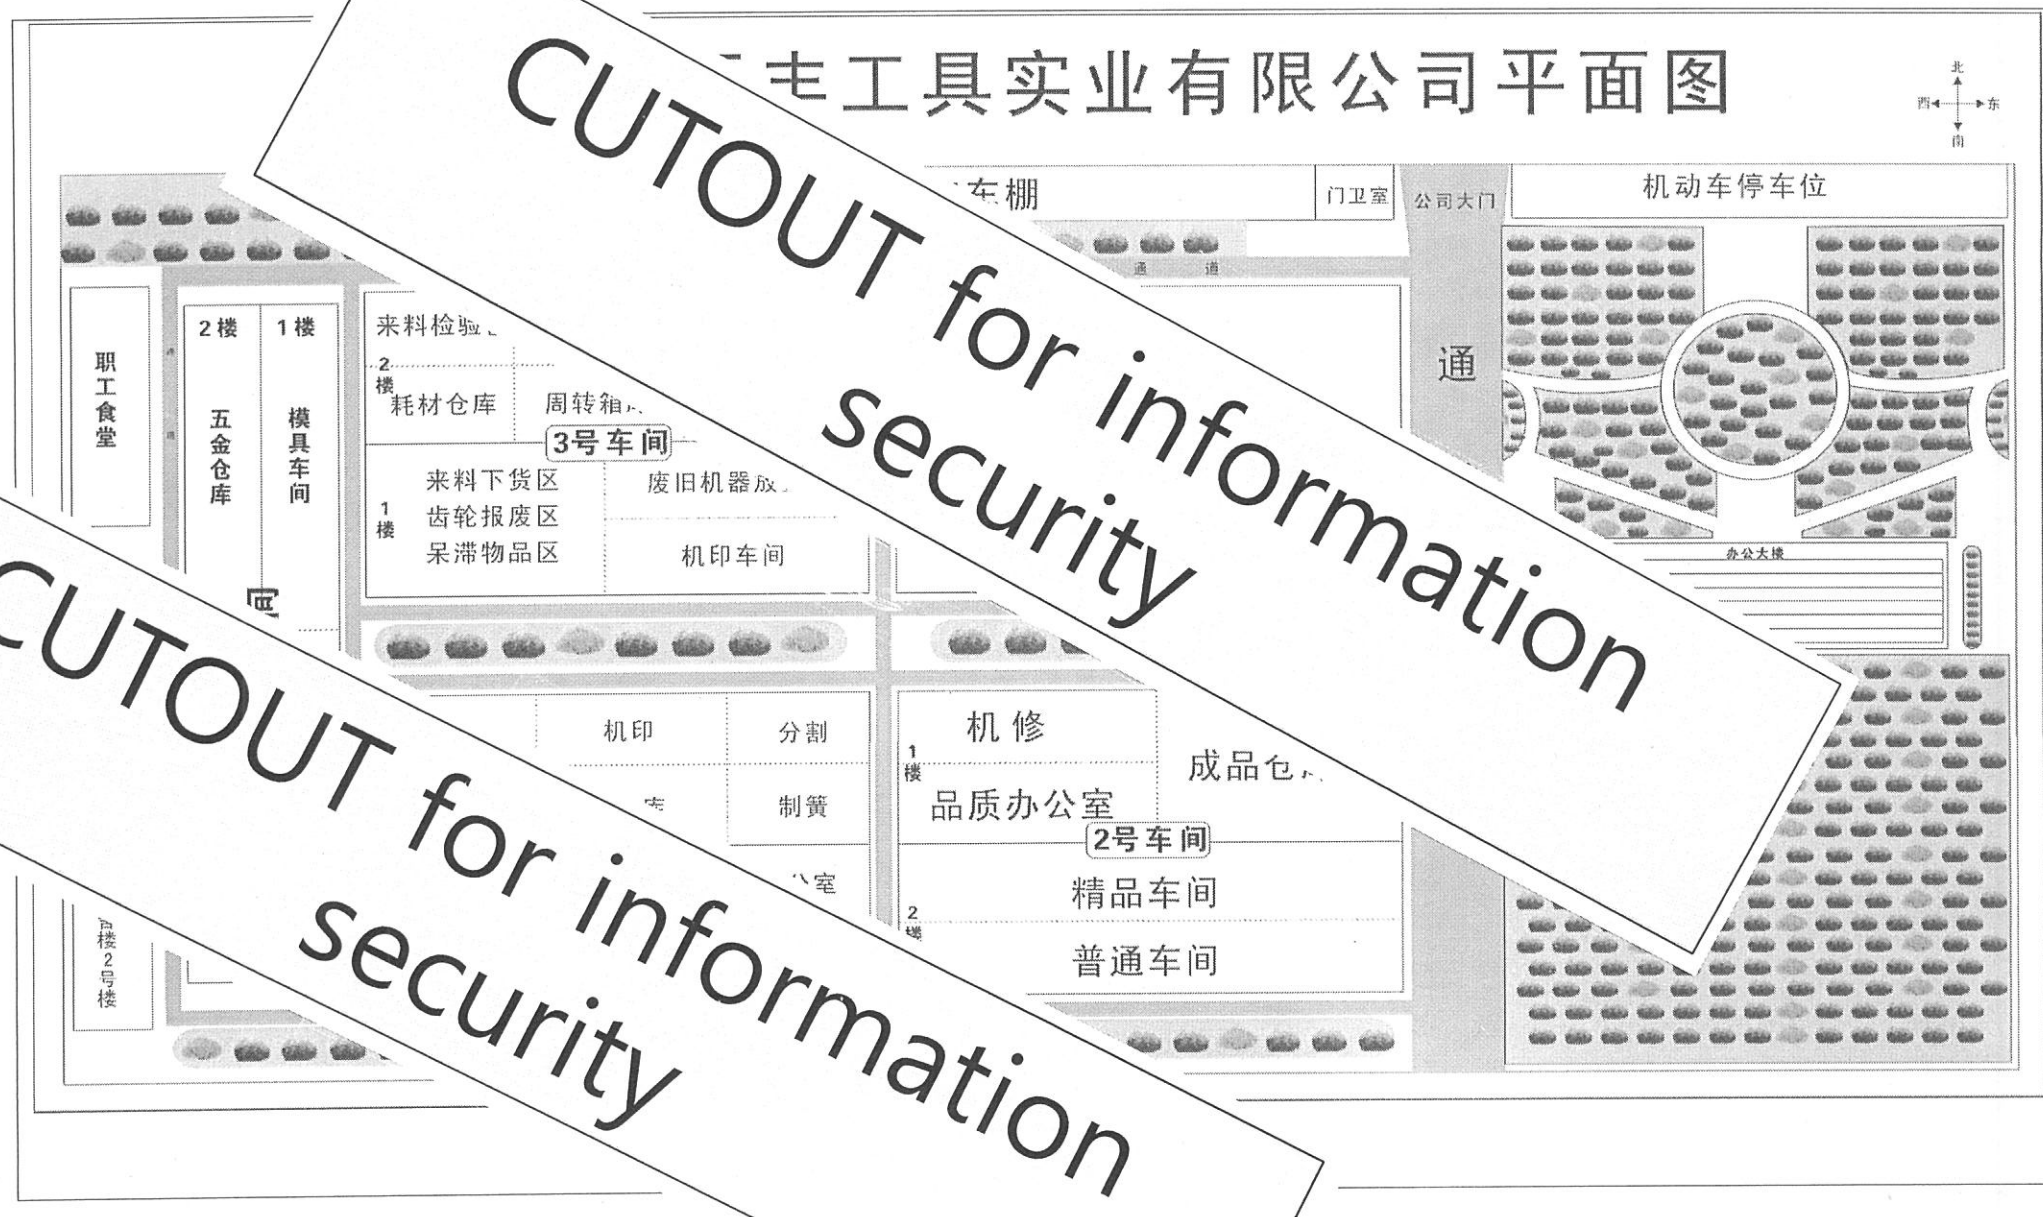 工具实业有限公司平面图
北
西 东
南
车棚
门卫室
公司大门
机动车停车位
通 道
2楼
1楼
职工食堂
五金仓库
模具车间
间
来料检验
2楼
耗材仓库
周转箱
3号车间
1楼
来料下货区
齿轮报废区
呆滞物品区
废旧机器放
机印车间
通
办公大楼
机印
分割
制簧
公室
1楼
机修
品质办公室
成品仓
2号车间
2楼
精品车间
普通车间
楼2号楼
CUTOUT for information
security
CUTOUT for information
security